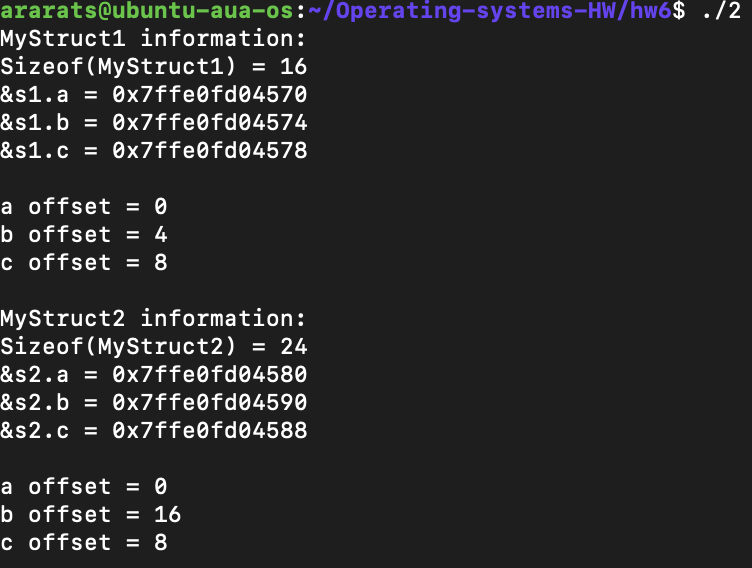 ararats@ubuntu-aua-os:~/Operating-systems-HW/hw6$ ./2
MyStruct1 information:
Sizeof(MyStruct1) = 16
&s1.a = 0x7ffe0fd04570
&s1.b = 0x7ffe0fd04574
&s1.c = 0x7ffe0fd04578

a offset = 0
b offset = 4
c offset = 8

MyStruct2 information:
Sizeof(MyStruct2) = 24
&s2.a = 0x7ffe0fd04580
&s2.b = 0x7ffe0fd04590
&s2.c = 0x7ffe0fd04588

a offset = 0
b offset = 16
c offset = 8